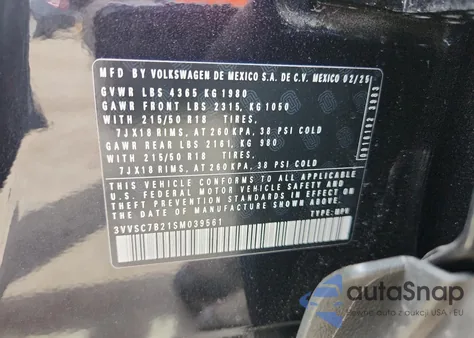 MFD BY VOLKSWAGEN DE MEXICO S.A. DE C.V. MEXICO 02/25
GVWR LBS 4365 KG 1980
GAWR FRONT LBS 2315, KG 1050
WITH 215/50 R18 TIRES,
7JX18 RIMS, AT 260 KPA, 38 PSI COLD
GAWR REAR LBS 2161, KG 980
WITH 215/50 R18 TIRES,
7JX18 RIMS, AT 260 KPA, 38 PSI COLD
THIS VEHICLE CONFORMS TO ALL APPLICABLE
U.S. FEDERAL MOTOR VEHICLE SAFETY AND
THEFT PREVENTION STANDARDS IN EFFECT ON
THE DATE OF MANUFACTURE SHOWN ABOVE.
3VVSC7B21SM039561 TYPE: MPV
autoSnap
aukcji USA i EU